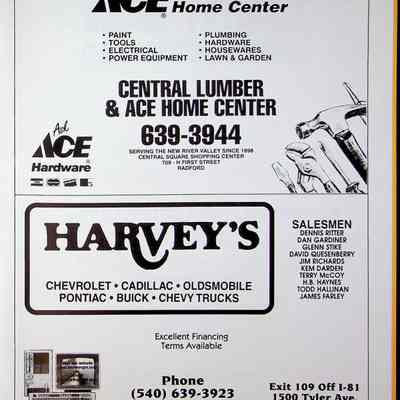 ACE ® Home Center
• PAINT
• TOOLS
• ELECTRICAL
• POWER EQUIPMENT
• PLUMBING
• HARDWARE
• HOUSEWARES
• LAWN & GARDEN
CENTRAL LUMBER
& ACE HOME CENTER
639-3944
SERVING THE NEW RIVER VALLEY SINCE 1898
CENTRAL SQUARE SHOPPING CENTER
709 - H FIRST STREET
RADFORD
Ask
ACE ®
Hardware
HARVEY'S
CHEVROLET • CADILLAC • OLDSMOBILE
PONTIAC • BUICK • CHEVY TRUCKS
SALESMEN
DENNIS RITTER
DAN GARDINER
GLENN STIKE
DAVID QUESENBERRY
JIM RICHARDS
KEM DARDEN
TERRY McCOY
H.B. HAYNES
TODD HALLINAN
JAMES FARLEY
Excellent Financing
Terms Available
Phone
(540) 639-3923
Exit 109 Off I-81
1500 Tyler Ave.